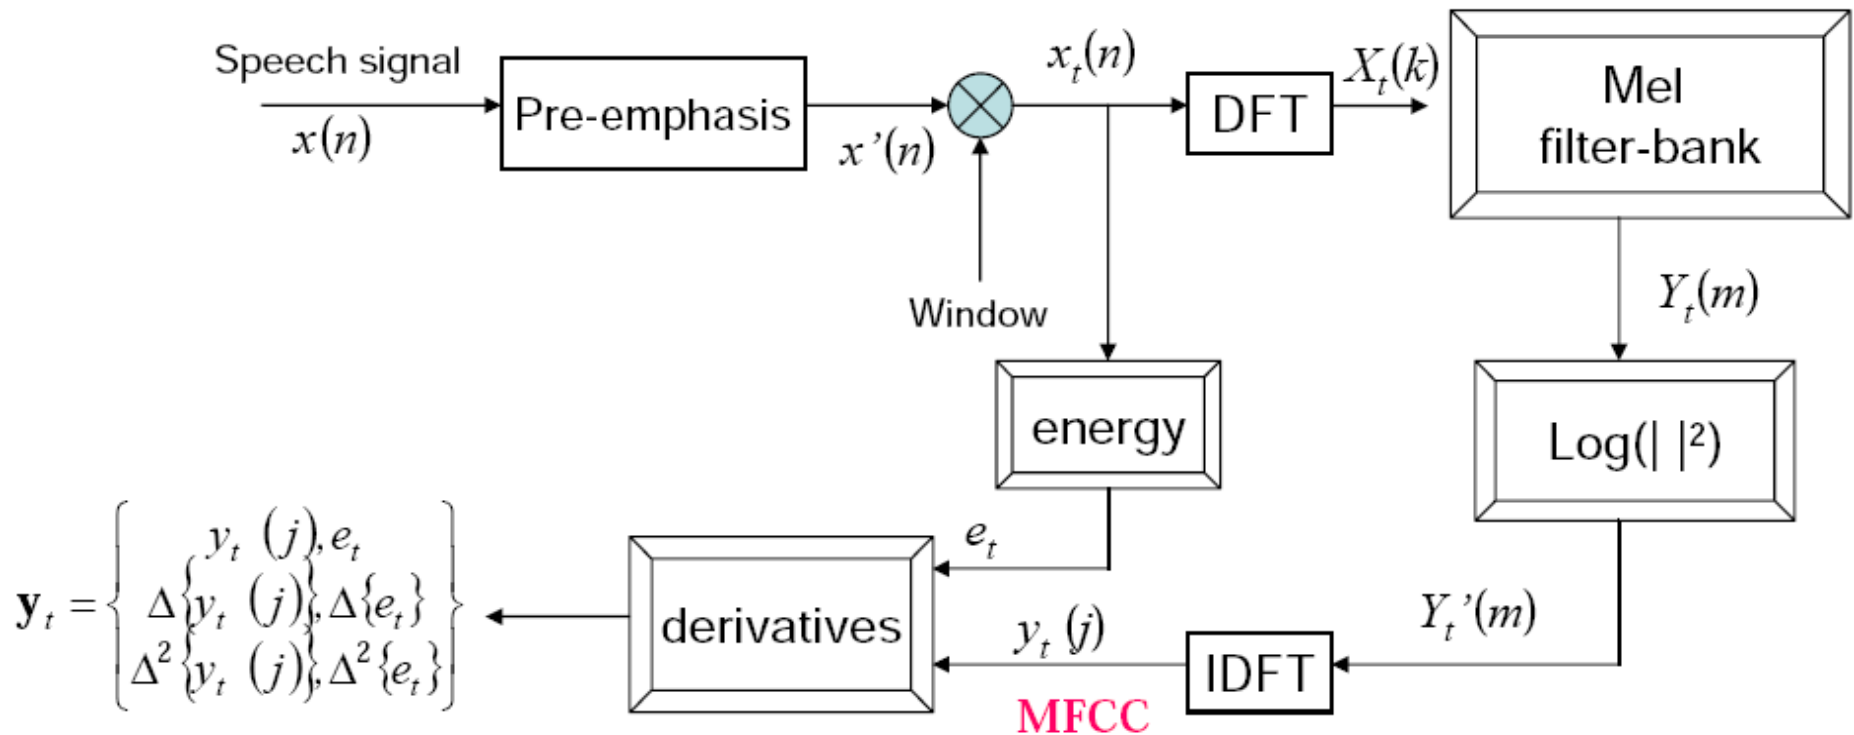 Speech signal
x(n)
Pre-emphasis
x'(n)
Window
x_t(n)
DFT
X_t(k)
Mel
filter-bank
Y_t(m)
Log(| |²)
Y_t'(m)
IDFT
y_t (j)
MFCC
energy
e_t
derivatives
y_t = { y_t (j), e_t
Δ{y_t (j)}, Δ{e_t}
Δ²{y_t (j)}, Δ²{e_t} }